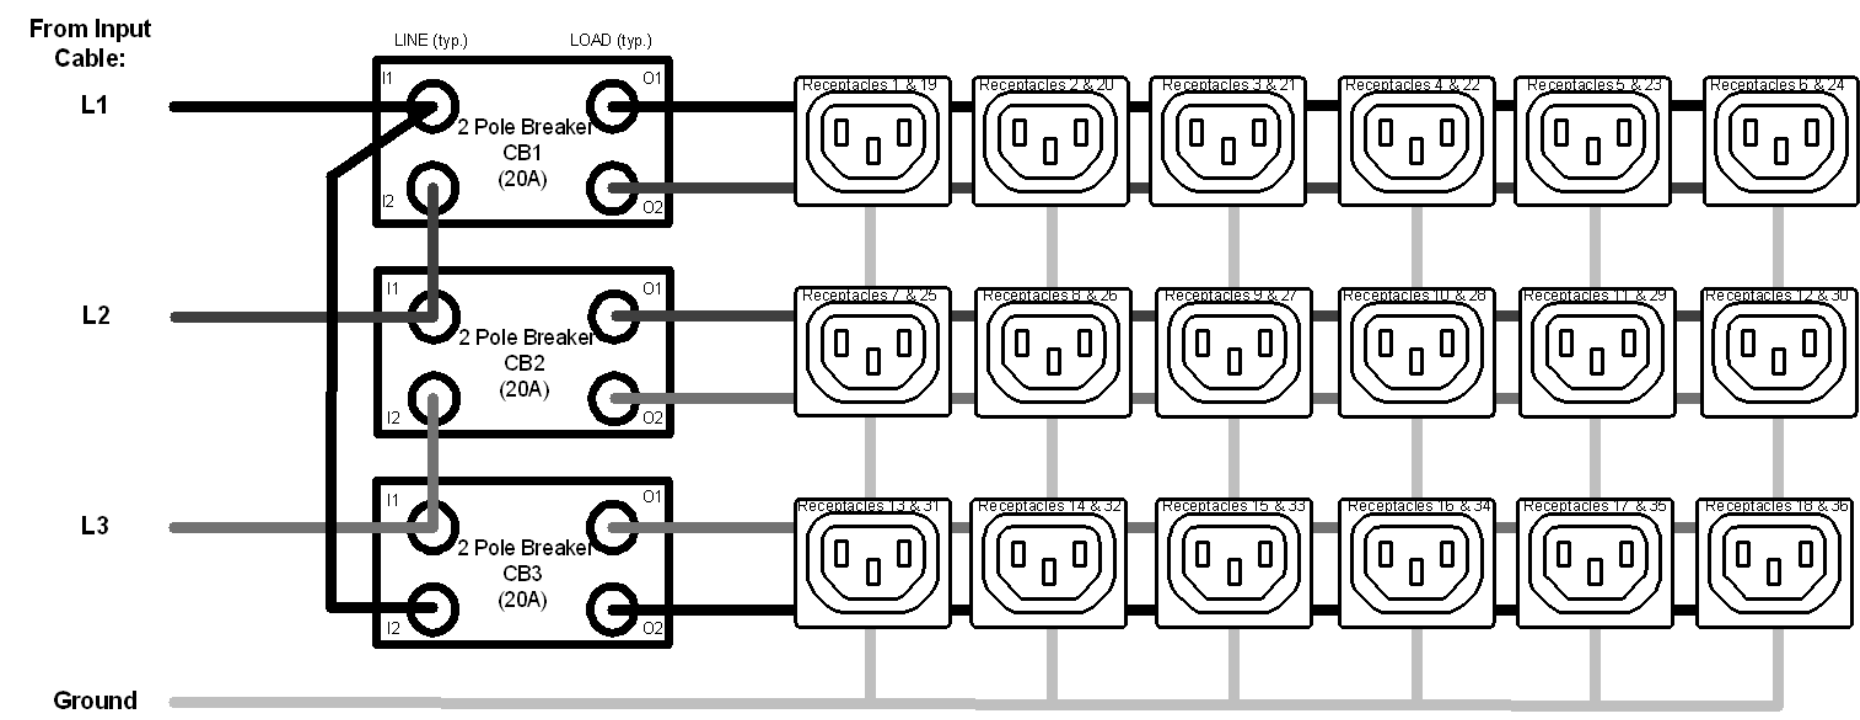 From Input
Cable:
LINE (typ.)
LOAD (typ.)
L1
I1
O1
2 Pole Breaker
CB1
(20A)
I2
O2
Receptacles 1 & 19
Receptacles 2 & 20
Receptacles 3 & 21
Receptacles 4 & 22
Receptacles 5 & 23
Receptacles 6 & 24
L2
I1
O1
2 Pole Breaker
CB2
(20A)
I2
O2
Receptacles 7 & 25
Receptacles 8 & 26
Receptacles 9 & 27
Receptacles 10 & 28
Receptacles 11 & 29
Receptacles 12 & 30
L3
I1
O1
2 Pole Breaker
CB3
(20A)
I2
O2
Receptacles 13 & 31
Receptacles 14 & 32
Receptacles 15 & 33
Receptacles 16 & 34
Receptacles 17 & 35
Receptacles 18 & 36
Ground